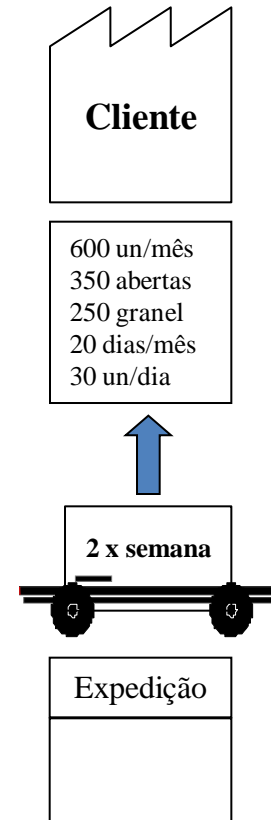 Cliente
600 un/mês
350 abertas
250 granel
20 dias/mês
30 un/dia
2 x semana
Expedição